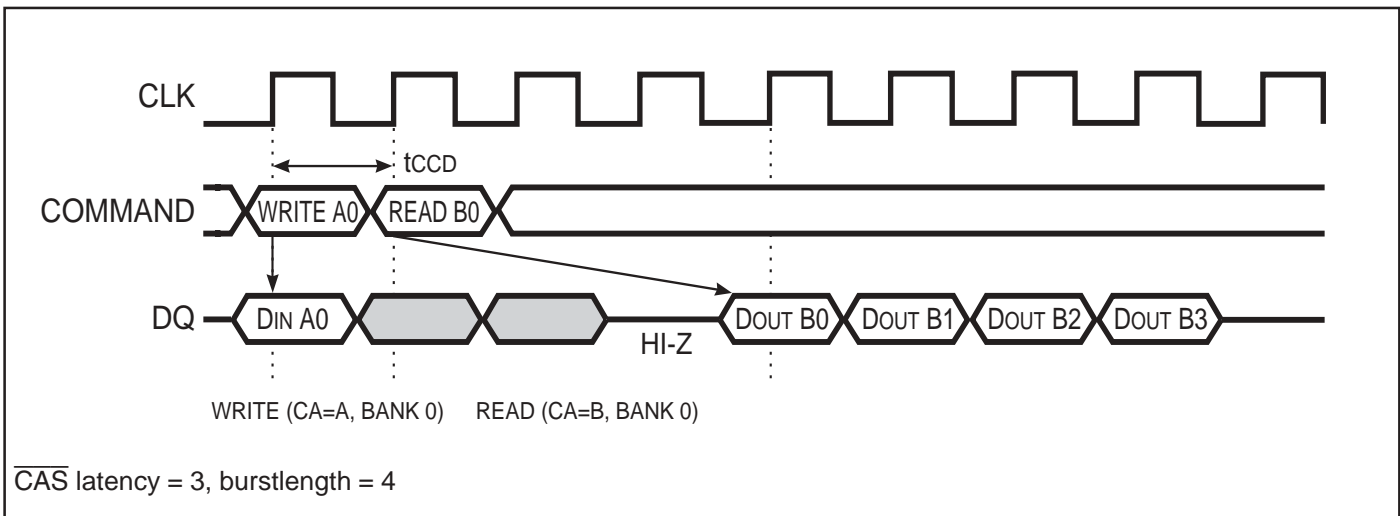 CLK
tCCD
COMMAND WRITE A0 READ B0
DQ DIN A0 HI-Z DOUT B0 DOUT B1 DOUT B2 DOUT B3
WRITE (CA=A, BANK 0) READ (CA=B, BANK 0)
CAS latency = 3, burstlength = 4